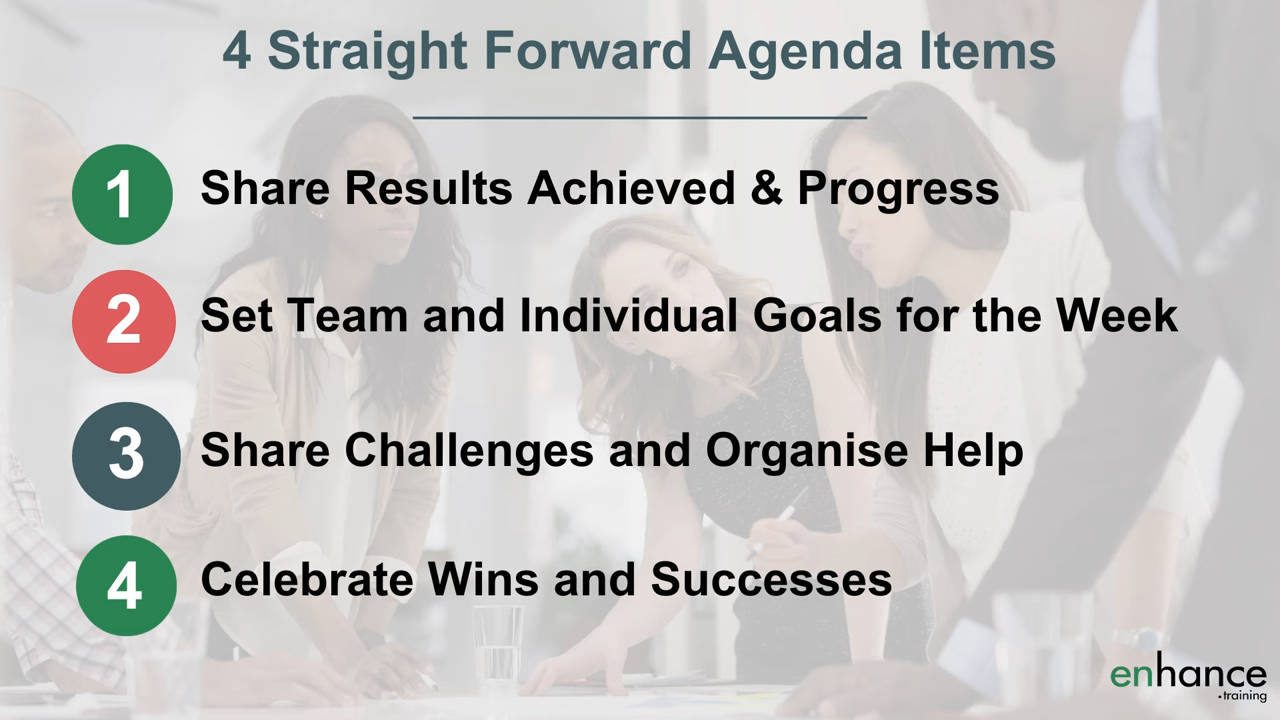 4 Straight Forward Agenda Items
1 Share Results Achieved & Progress
2 Set Team and Individual Goals for the Week
3 Share Challenges and Organise Help
4 Celebrate Wins and Successes
enhance
.training